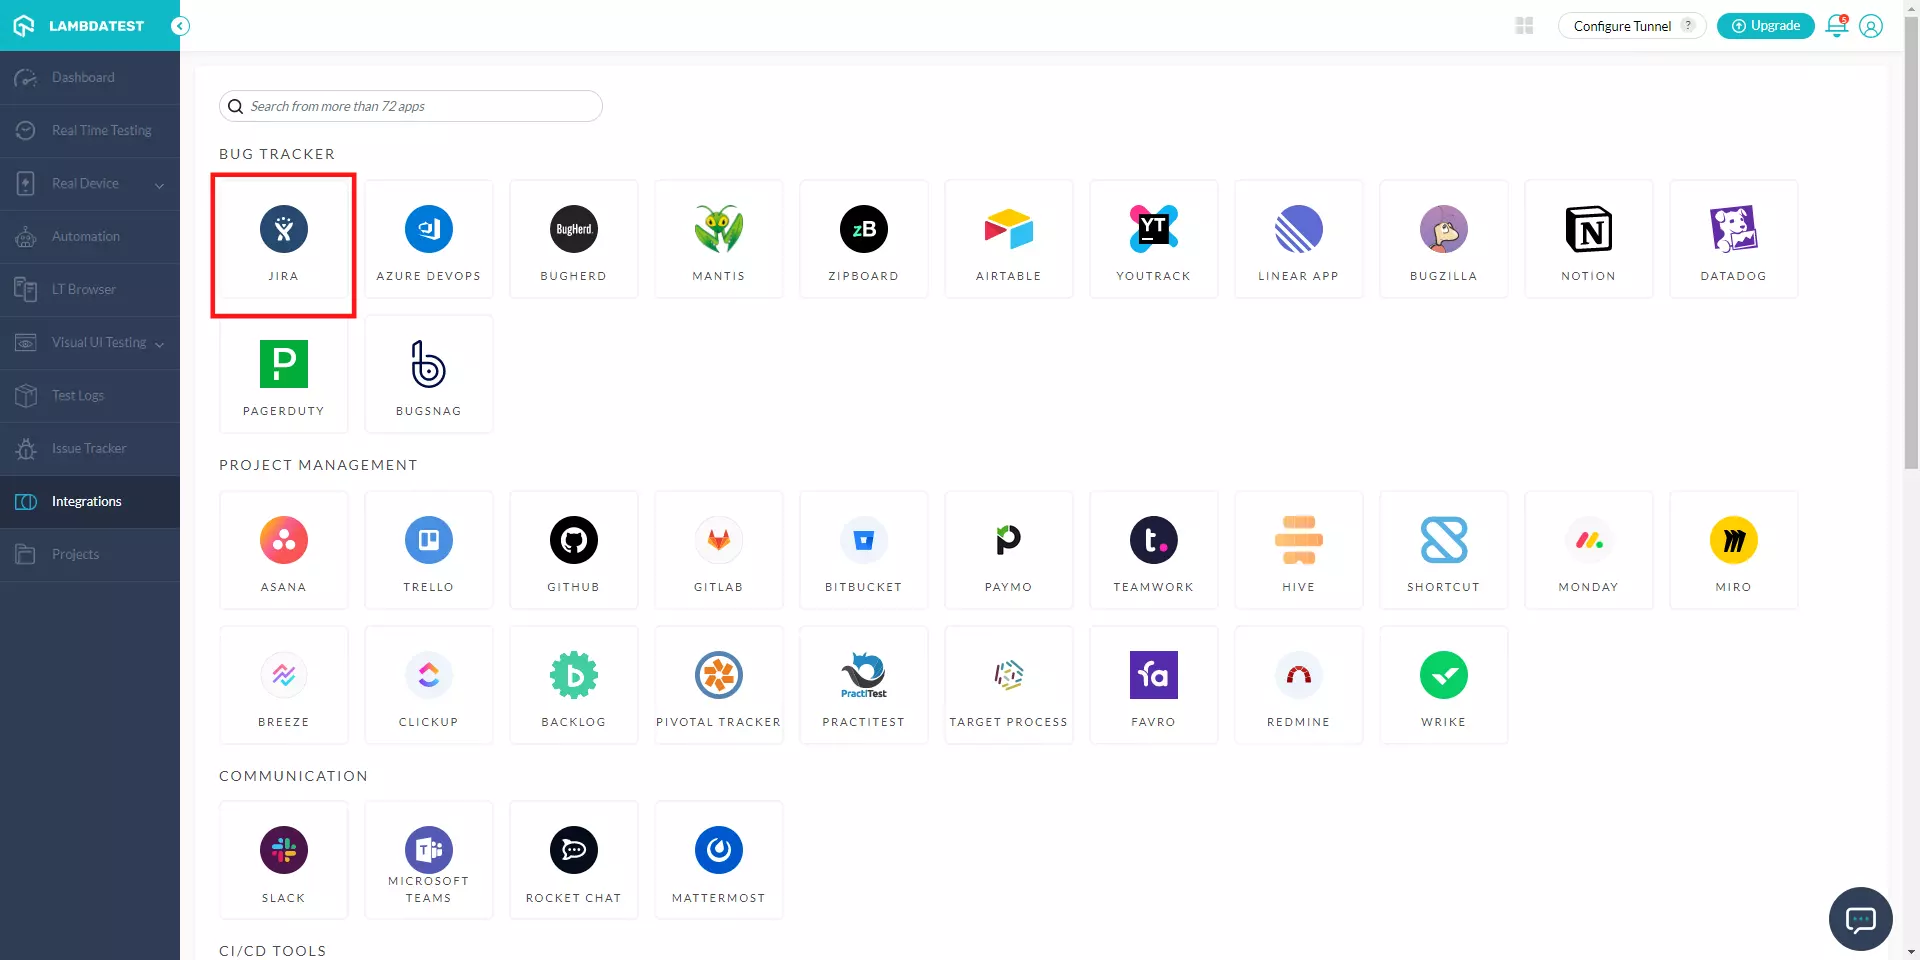 LAMBDATEST
Configure Tunnel ?
Upgrade
5
Dashboard
Real Time Testing
Real Device
Automation
LT Browser
Visual UI Testing
Test Logs
Issue Tracker
Integrations
Projects
Search from more than 72 apps
BUG TRACKER
JIRA
AZURE DEVOPS
BugHerd.
BUGHERD
MANTIS
zB
ZIPBOARD
AIRTABLE
YT
YOUTRACK
LINEAR APP
BUGZILLA
N
NOTION
DATADOG
P
PAGERDUTY
b
BUGSNAG
PROJECT MANAGEMENT
ASANA
TRELLO
GITHUB
GITLAB
BITBUCKET
PAYMO
t.
TEAMWORK
HIVE
SHORTCUT
MONDAY
MIRO
BREEZE
CLICKUP
b
BACKLOG
PIVOTAL TRACKER
PractiTest
PRACTITEST
TARGET PROCESS
fa
FAVRO
REDMINE
WRIKE
COMMUNICATION
SLACK
T
MICROSOFT
TEAMS
ROCKET CHAT
MATTERMOST
CI/CD TOOLS